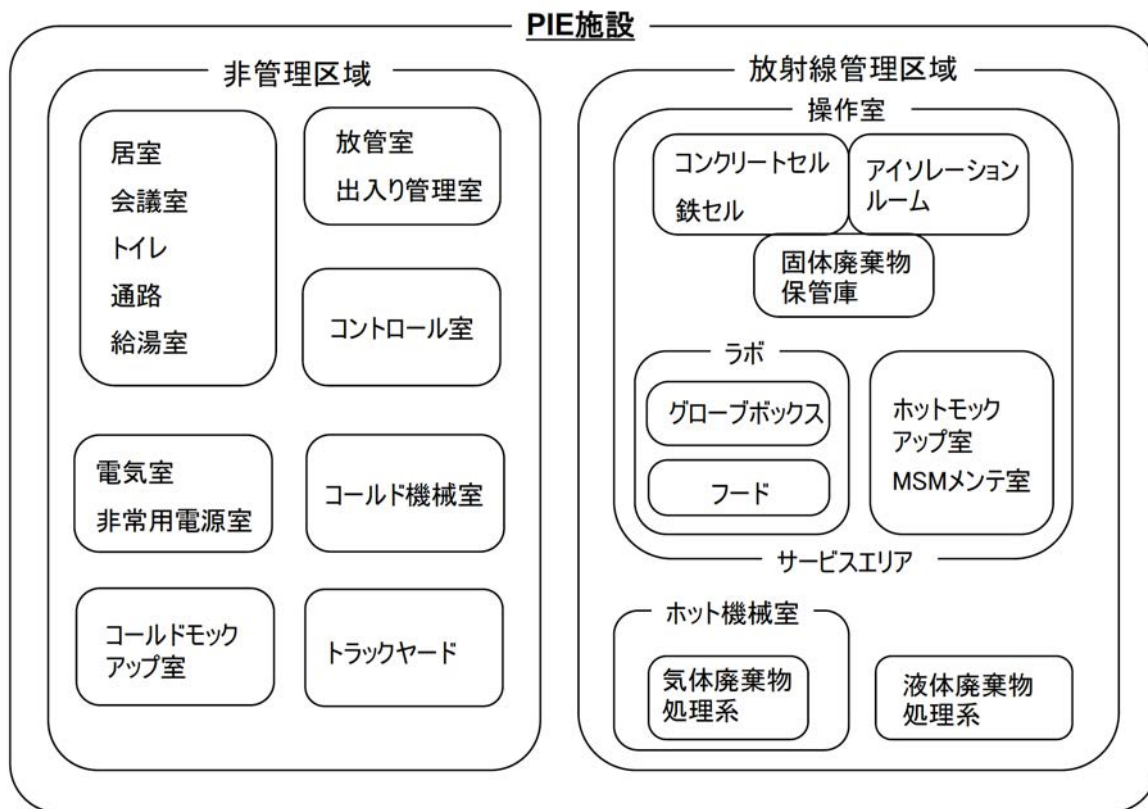 PIE施設
非管理区域
居室
会議室
トイレ
通路
給湯室
放管室
出入り管理室
コントロール室
電気室
非常用電源室
コールド機械室
コールドモック
アップ室
トラックヤード
放射線管理区域
操作室
コンクリートセル
鉄セル
アイソレーション
ルーム
固体廃棄物
保管庫
ラボ
グローブボックス
フード
ホットモック
アップ室
MSMメンテ室
サービスエリア
ホット機械室
気体廃棄物
処理系
液体廃棄物
処理系